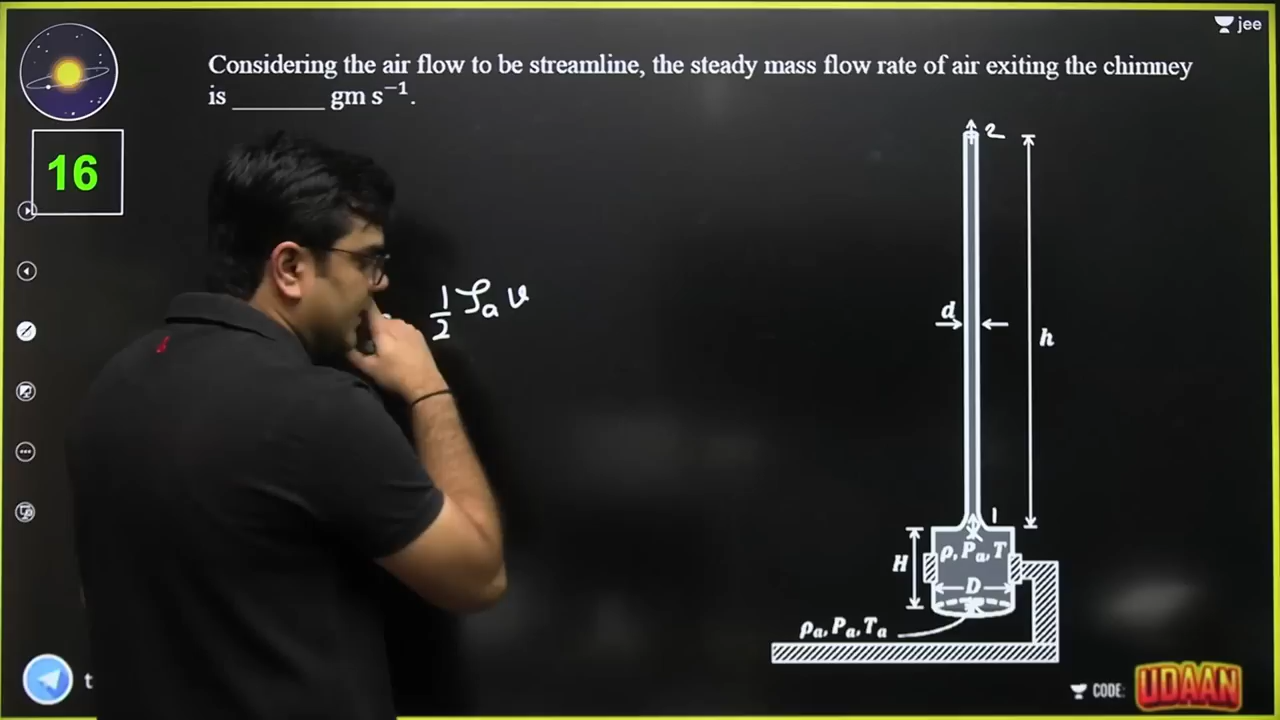 jee
Considering the air flow to be streamline, the steady mass flow rate of air exiting the chimney
is _______ gm s⁻¹.
16
2
d
h
½ ρₐ v
1
H
ρ, Pₐ, T
D
ρₐ, Pₐ, Tₐ
t
CODE: UDAAN